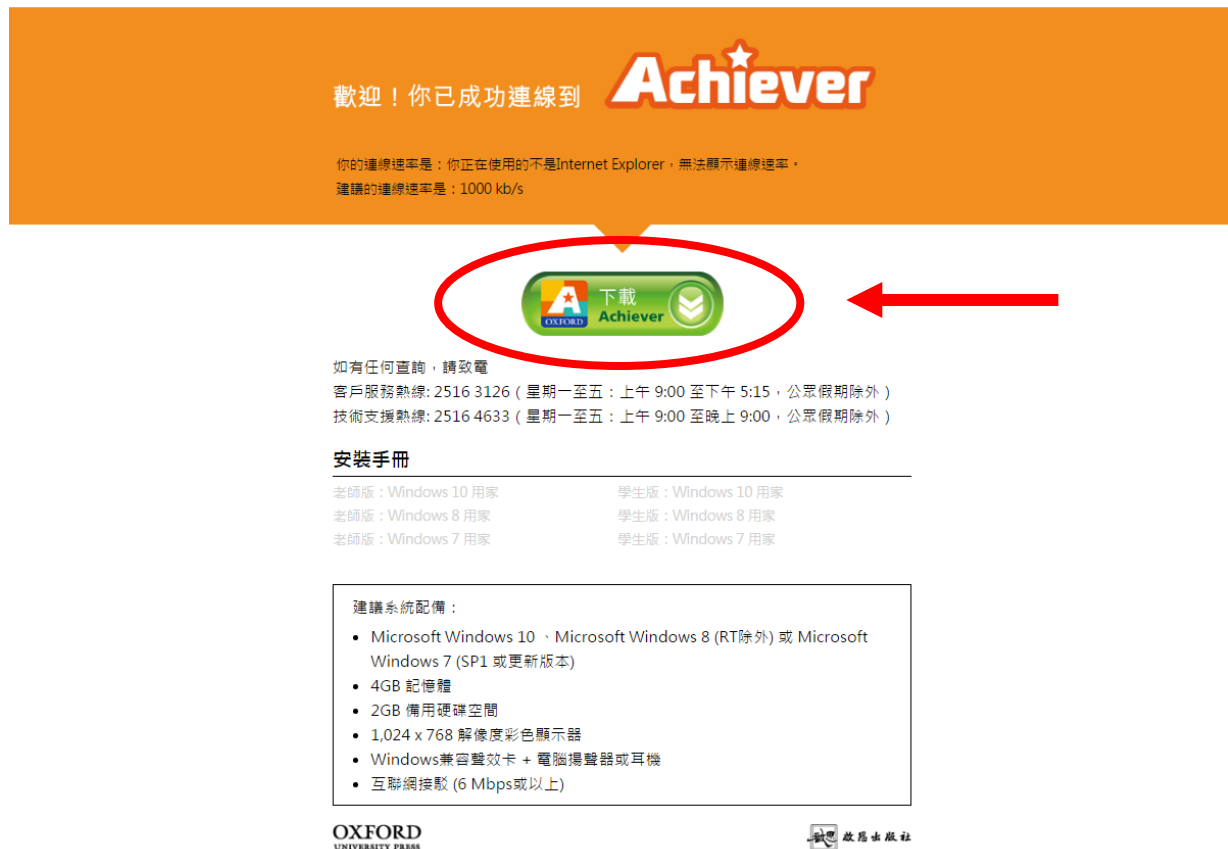 歡迎！你已成功連線到 Achiever
你的連線速率是：你正在使用的不是Internet Explorer，無法顯示連線速率。
建議的連線速率是：1000 kb/s
A
下載
OXFORD Achiever
如有任何查詢，請致電
客戶服務熱線: 2516 3126 ( 星期一至五：上午 9:00 至下午 5:15，公眾假期除外 )
技術支援熱線: 2516 4633 ( 星期一至五：上午 9:00 至晚上 9:00，公眾假期除外 )
安裝手冊
老師版：Windows 10 用家 學生版：Windows 10 用家
老師版：Windows 8 用家 學生版：Windows 8 用家
老師版：Windows 7 用家 學生版：Windows 7 用家
建議系統配備：
• Microsoft Windows 10 、Microsoft Windows 8 (RT除外) 或 Microsoft
Windows 7 (SP1 或更新版本)
• 4GB 記憶體
• 2GB 備用硬碟空間
• 1,024 x 768 解像度彩色顯示器
• Windows兼容聲效卡 + 電腦揚聲器或耳機
• 互聯網接駁 (6 Mbps或以上)
OXFORD 啟思出版社
UNIVERSITY PRESS